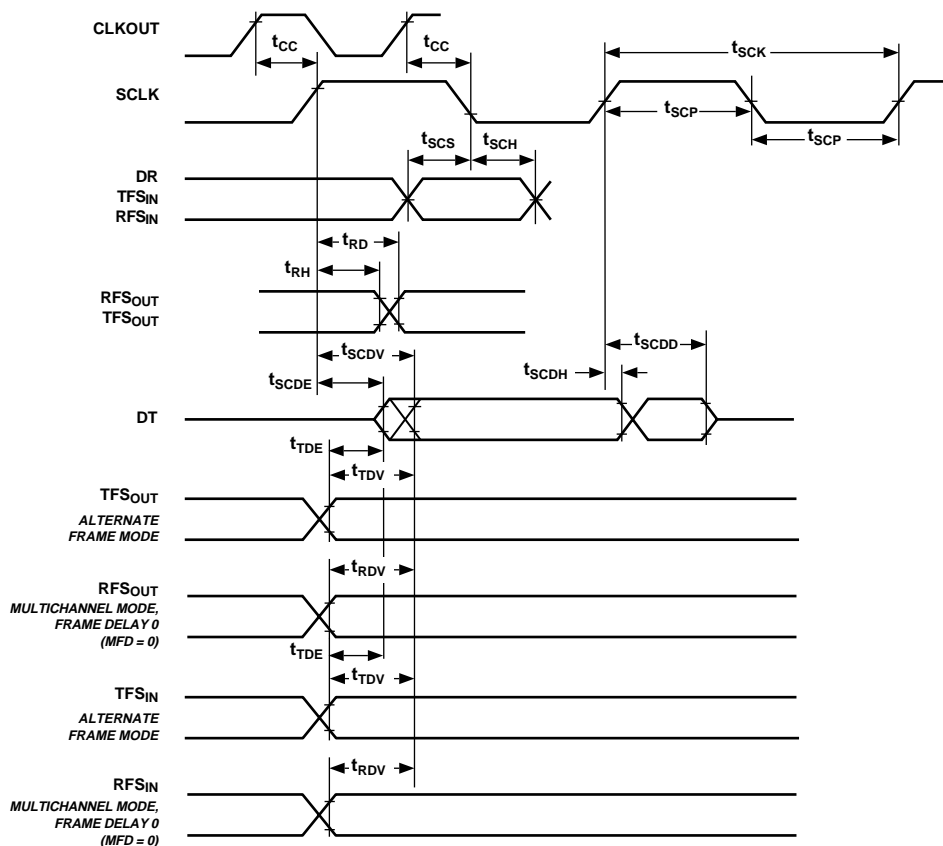 CLKOUT
tCC
tCC
tSCK
SCLK
tSCP
tSCP
tSCS
tSCH
DR
TFSIN
RFSIN
tRD
tRH
RFSOUT
TFSOUT
tSCDV
tSCDD
tSCDE
tSCDH
DT
tTDE
tTDV
TFSOUT
ALTERNATE
FRAME MODE
tRDV
RFSOUT
MULTICHANNEL MODE,
FRAME DELAY 0
(MFD = 0)
tTDE
tTDV
TFSIN
ALTERNATE
FRAME MODE
tRDV
RFSIN
MULTICHANNEL MODE,
FRAME DELAY 0
(MFD = 0)